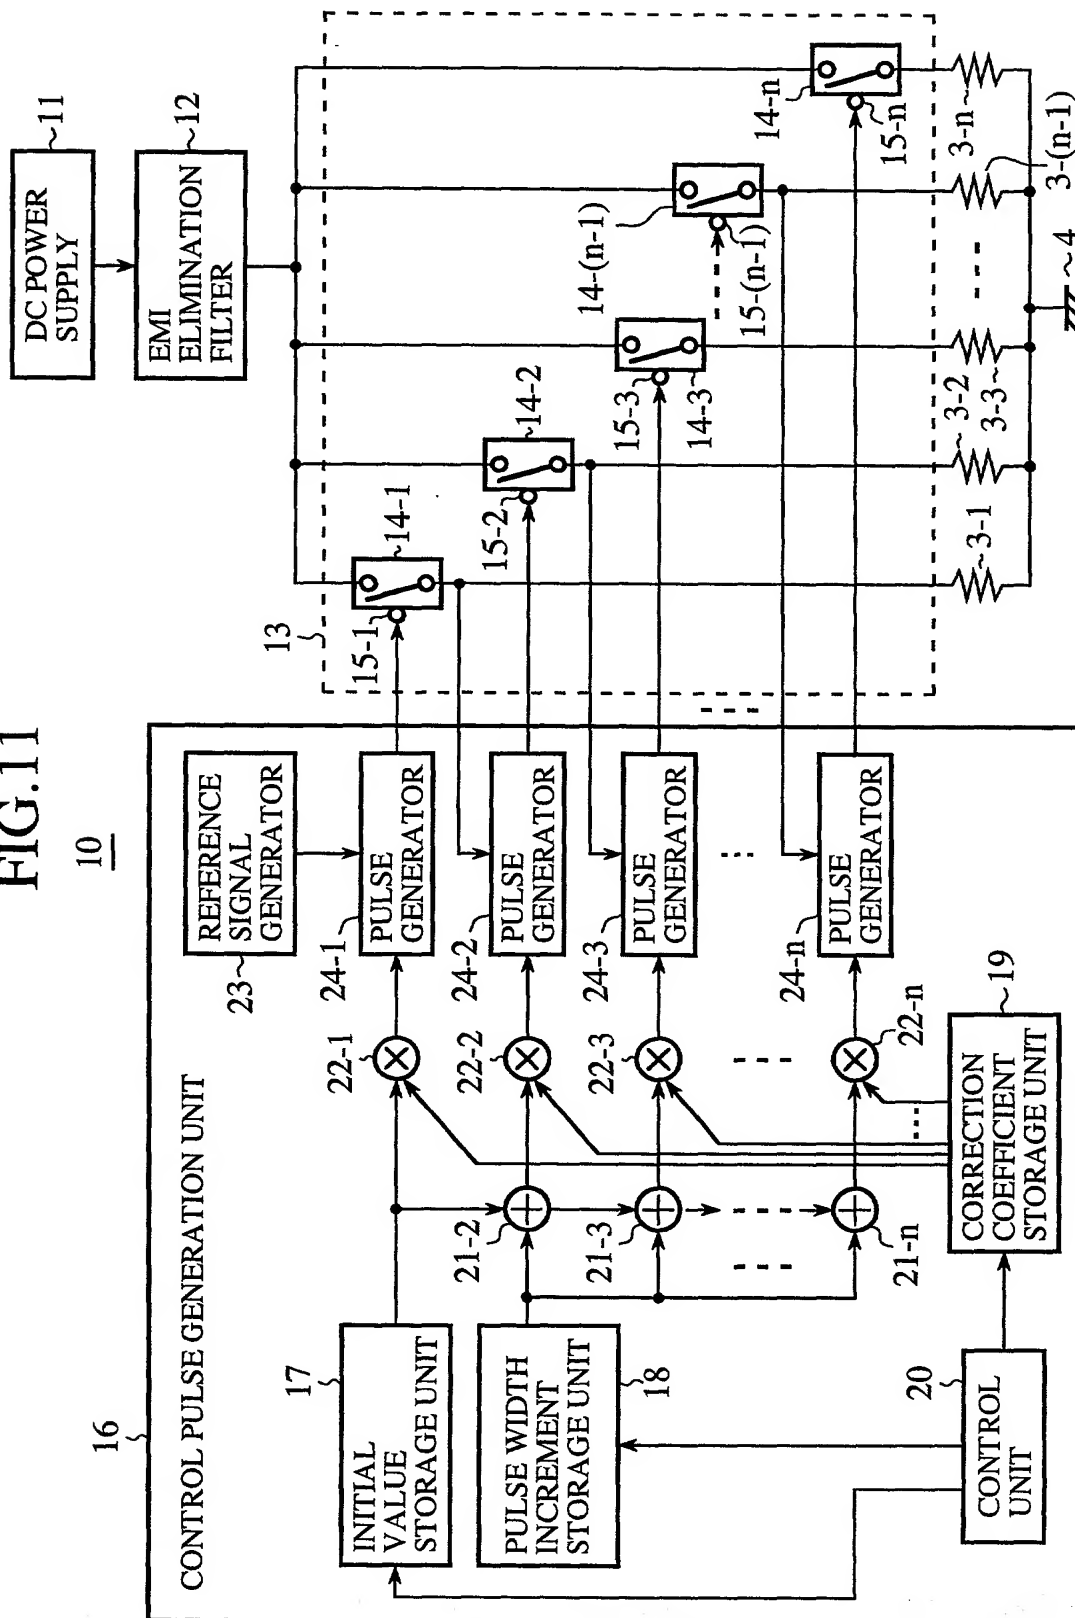 FIG.11
10
16
CONTROL PULSE GENERATION UNIT
DC POWER
SUPPLY
11
EMI
ELIMINATION
FILTER
12
13
REFERENCE
SIGNAL
GENERATOR
23
17
INITIAL
VALUE
STORAGE UNIT
22-1
24-1
PULSE
GENERATOR
15-1
14-1
PULSE WIDTH
INCREMENT
STORAGE UNIT
18
21-2
22-2
24-2
PULSE
GENERATOR
15-2
14-2
21-3
22-3
24-3
PULSE
GENERATOR
15-3
14-3
14-(n-1)
15-(n-1)
21-n
22-n
24-n
PULSE
GENERATOR
14-n
15-n
20
CONTROL
UNIT
CORRECTION
COEFFICIENT
STORAGE UNIT
19
3-1
3-2
3-3
3-n
3-(n-1)
4